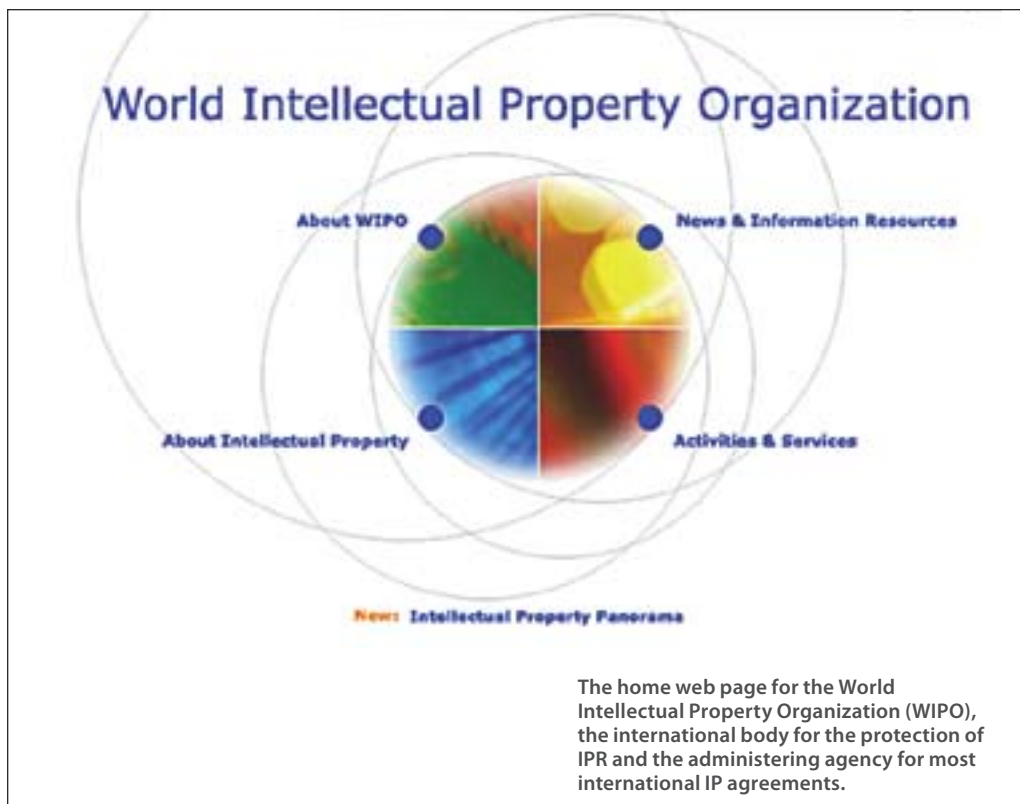 World Intellectual Property Organization
About WIPO
News & Information Resources
About Intellectual Property
Activities & Services
New: Intellectual Property Panorama
The home web page for the World
Intellectual Property Organization (WIPO),
the international body for the protection of
IPR and the administering agency for most
international IP agreements.